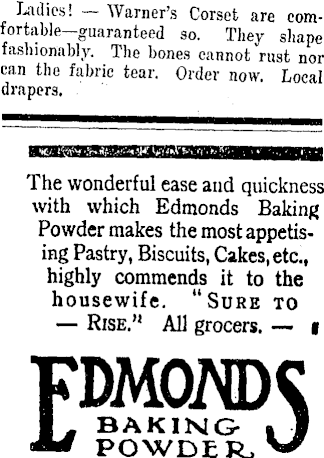 Ladies! — Warner's Corset are com-
fortable—guaranteed so. They shape
fashionably. The bones cannot rust nor
can the fabric tear. Order now. Local
drapers.
The wonderful ease and quickness
with which Edmonds Baking
Powder makes the most appetis-
ing Pastry, Biscuits, Cakes, etc.,
highly commends it to the
housewife. "SURE TO
— RISE." All grocers. —
EDMONDS
BAKING
POWDER